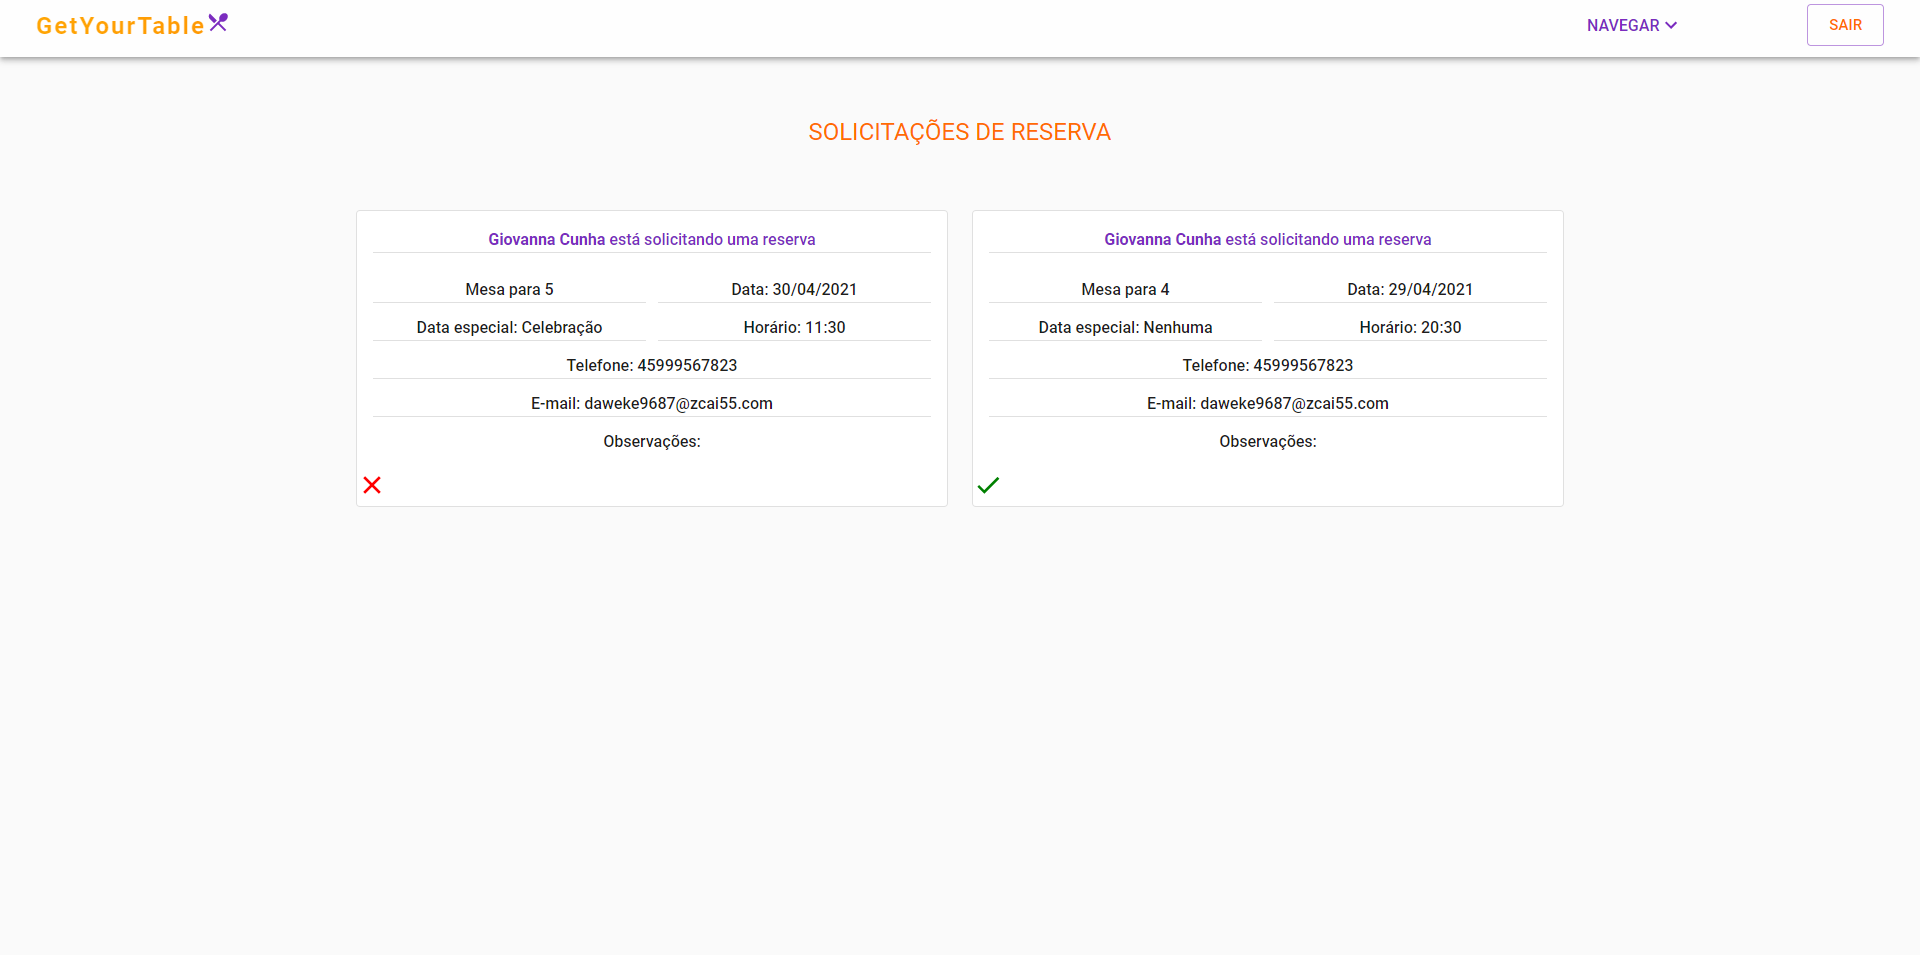 GetYourTable
NAVEGAR
SAIR
SOLICITAÇÕES DE RESERVA
Giovanna Cunha está solicitando uma reserva
Mesa para 5
Data: 30/04/2021
Data especial: Celebração
Horário: 11:30
Telefone: 45999567823
E-mail: daweke9687@zcai55.com
Observações:
Giovanna Cunha está solicitando uma reserva
Mesa para 4
Data: 29/04/2021
Data especial: Nenhuma
Horário: 20:30
Telefone: 45999567823
E-mail: daweke9687@zcai55.com
Observações: